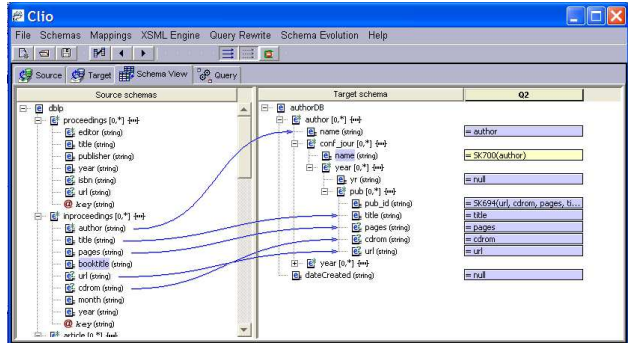 Clio
File Schemas Mappings XSML Engine Query Rewrite Schema Evolution Help
Source Target Schema View Query
Source schemas
dblp
proceedings [0,*]
editor (string)
title (string)
publisher (string)
year (string)
isbn (string)
url (string)
@ key (string)
inproceedings [0,*]
author (string)
title (string)
pages (string)
booktitle (string)
url (string)
cdrom (string)
month (string)
year (string)
@ key (string)
article [0,*]
Target schema Q2
authorDB
author [0,*]
name (string) = author
conf_jour [0,*]
name (string) = SK700(author)
year [0,*]
yr (string) = null
pub [0,*]
pub_id (string) = SK694(url, cdrom, pages, ti...
title (string) = title
pages (string) = pages
cdrom (string) = cdrom
url (string) = url
year [0,*]
dateCreated (string) = null